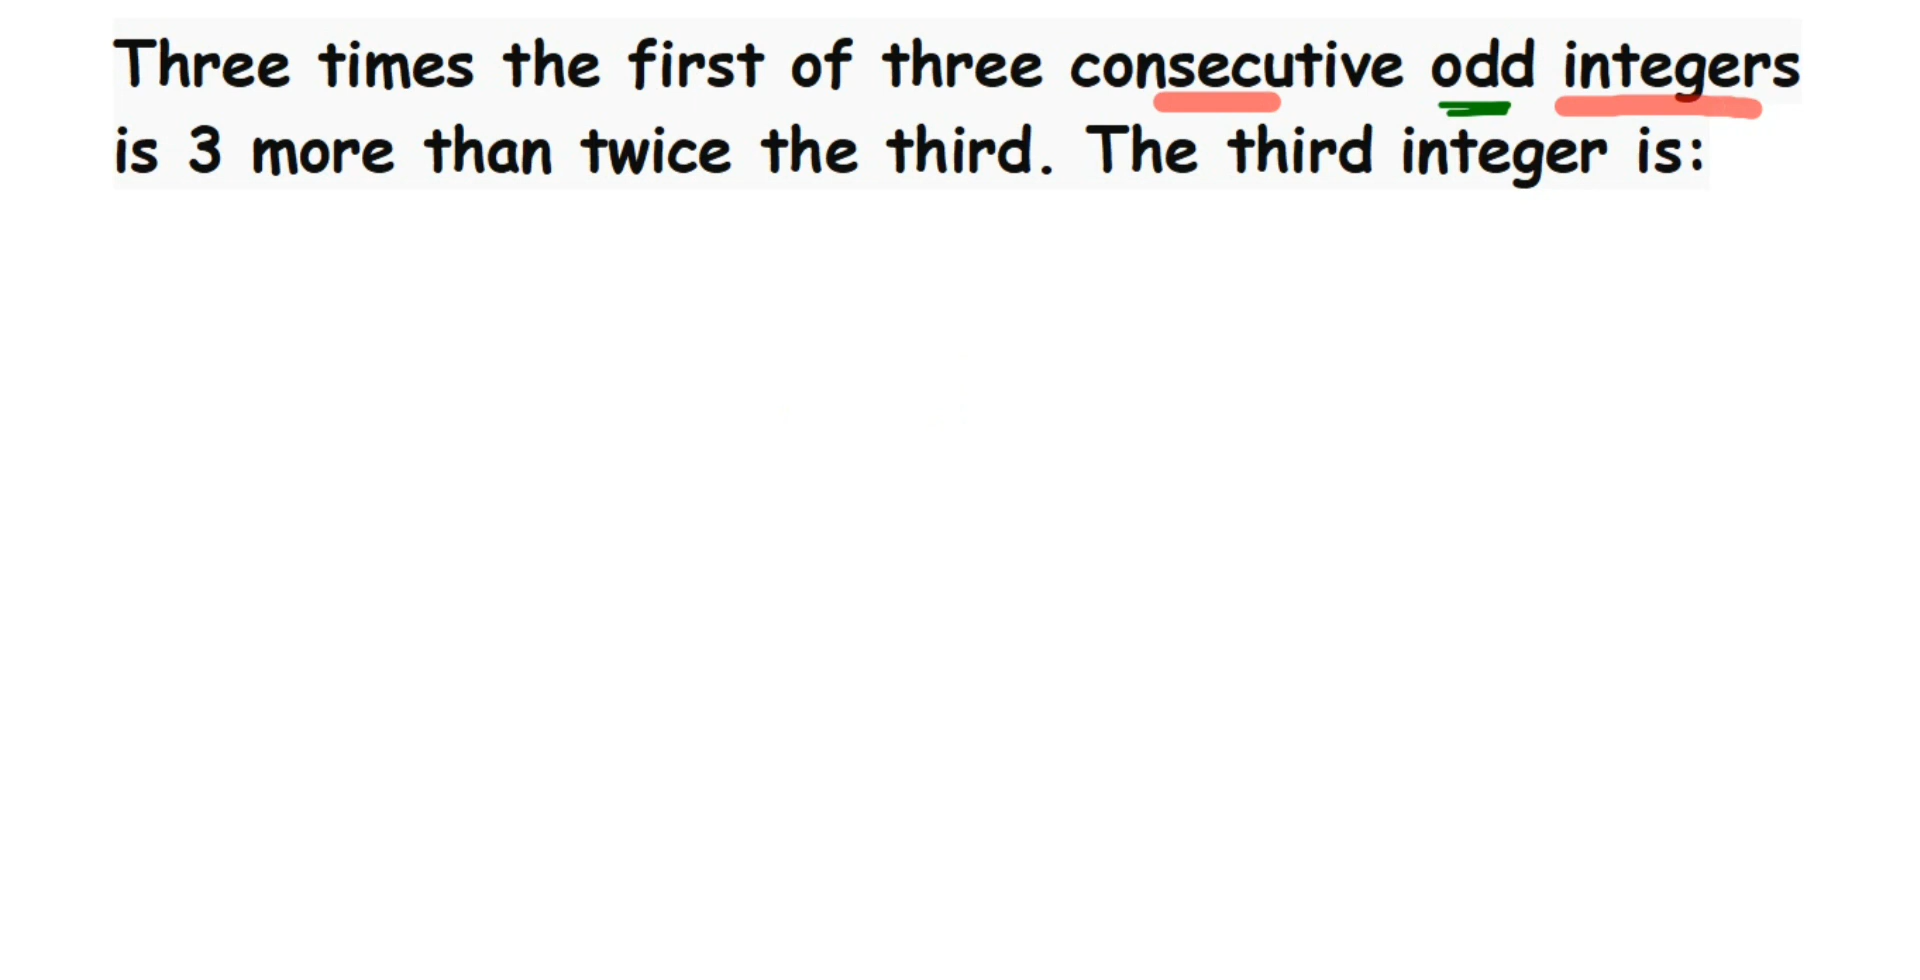 Three times the first of three consecutive odd integers
is 3 more than twice the third. The third integer is: